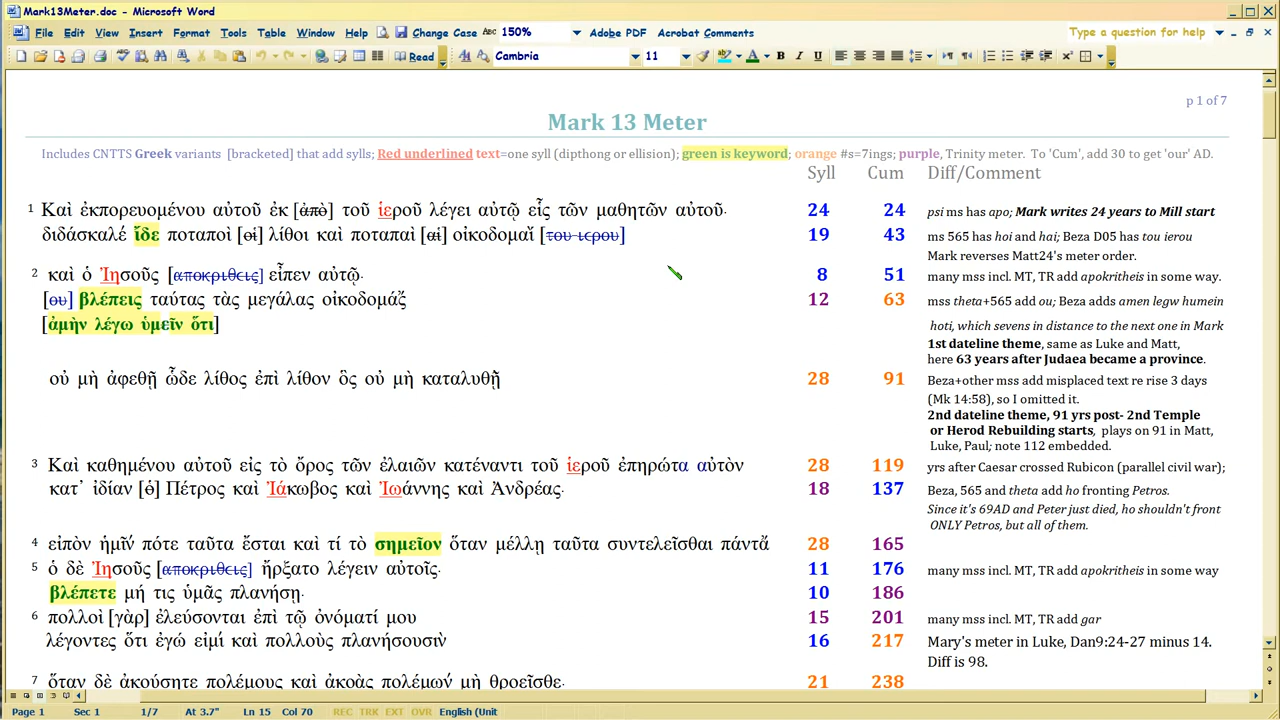 Mark13Meter.doc - Microsoft Word
File Edit View Insert Format Tools Table Window Help Change Case 150% Adobe PDF Acrobat Comments Type a question for help
Read Cambria 11 B I U
p 1 of 7
Mark 13 Meter
Includes CNTTS Greek variants [bracketed] that add sylls; Red underlined text=one syll (dipthong or ellision); green is keyword; orange #s=7ings; purple, Trinity meter. To 'Cum', add 30 to get 'our' AD.
Syll Cum Diff/Comment
1 Καὶ ἐκπορευομένου αὐτοῦ ἐκ [ἀπὸ] τοῦ ἱεροῦ λέγει αὐτῷ εἷς τῶν μαθητῶν αὐτοῦ· 24 24 psi ms has apo; Mark writes 24 years to Mill start
διδάσκαλέ ἴδε ποταποὶ [οἱ] λίθοι καὶ ποταπαὶ [αἱ] οἰκοδομαί [του ιερου] 19 43 ms 565 has hoi and hai; Beza D05 has tou ierou
Mark reverses Matt24's meter order.
2 καὶ ὁ Ἰησοῦς [αποκριθεις] εἶπεν αὐτῷ· 8 51 many mss incl. MT, TR add apokritheis in some way.
[ου] βλέπεις ταύτας τὰς μεγάλας οἰκοδομάς 12 63 mss theta+565 add ou; Beza adds amen legw humein
[ἀμὴν λέγω ὑμεῖν ὅτι] hoti, which sevens in distance to the next one in Mark
1st dateline theme, same as Luke and Matt,
here 63 years after Judaea became a province.
οὐ μὴ ἀφεθῇ ὧδε λίθος ἐπὶ λίθον ὃς οὐ μὴ καταλυθῇ 28 91 Beza+other mss add misplaced text re rise 3 days
(Mk 14:58), so I omitted it.
2nd dateline theme, 91 yrs post- 2nd Temple
or Herod Rebuilding starts, plays on 91 in Matt,
Luke, Paul; note 112 embedded.
3 Καὶ καθημένου αὐτοῦ εἰς τὸ ὄρος τῶν ἐλαιῶν κατέναντι τοῦ ἱεροῦ ἐπηρώτα αὐτὸν 28 119 yrs after Caesar crossed Rubicon (parallel civil war);
κατ᾽ ἰδίαν [ὁ] Πέτρος καὶ Ἰάκωβος καὶ Ἰωάννης καὶ Ἀνδρέας· 18 137 Beza, 565 and theta add ho fronting Petros.
Since it's 69AD and Peter just died, he shouldn't front
ONLY Petros, but all of them.
4 εἰπὸν ἡμῖν πότε ταῦτα ἔσται καὶ τί τὸ σημεῖον ὅταν μέλλῃ ταῦτα συντελεῖσθαι πάντα 28 165
5 ὁ δὲ Ἰησοῦς [αποκριθεις] ἤρξατο λέγειν αὐτοῖς· 11 176 many mss incl. MT, TR add apokritheis in some way
βλέπετε μή τις ὑμᾶς πλανήσῃ· 10 186
6 πολλοὶ [γὰρ] ἐλεύσονται ἐπὶ τῷ ὀνόματί μου 15 201 many mss incl. MT, TR add gar
λέγοντες ὅτι ἐγώ εἰμί καὶ πολλοὺς πλανήσουσιν 16 217 Mary's meter in Luke, Dan9:24-27 minus 14.
Diff is 98.
7 ὅταν δὲ ἀκούσητε πολέμους καὶ ἀκοὰς πολέμων μὴ θροεῖσθε· 21 238
Page 1 Sec 1 1/7 At 3.7" Ln 15 Col 70 REC TRK EXT OVR English (Unit